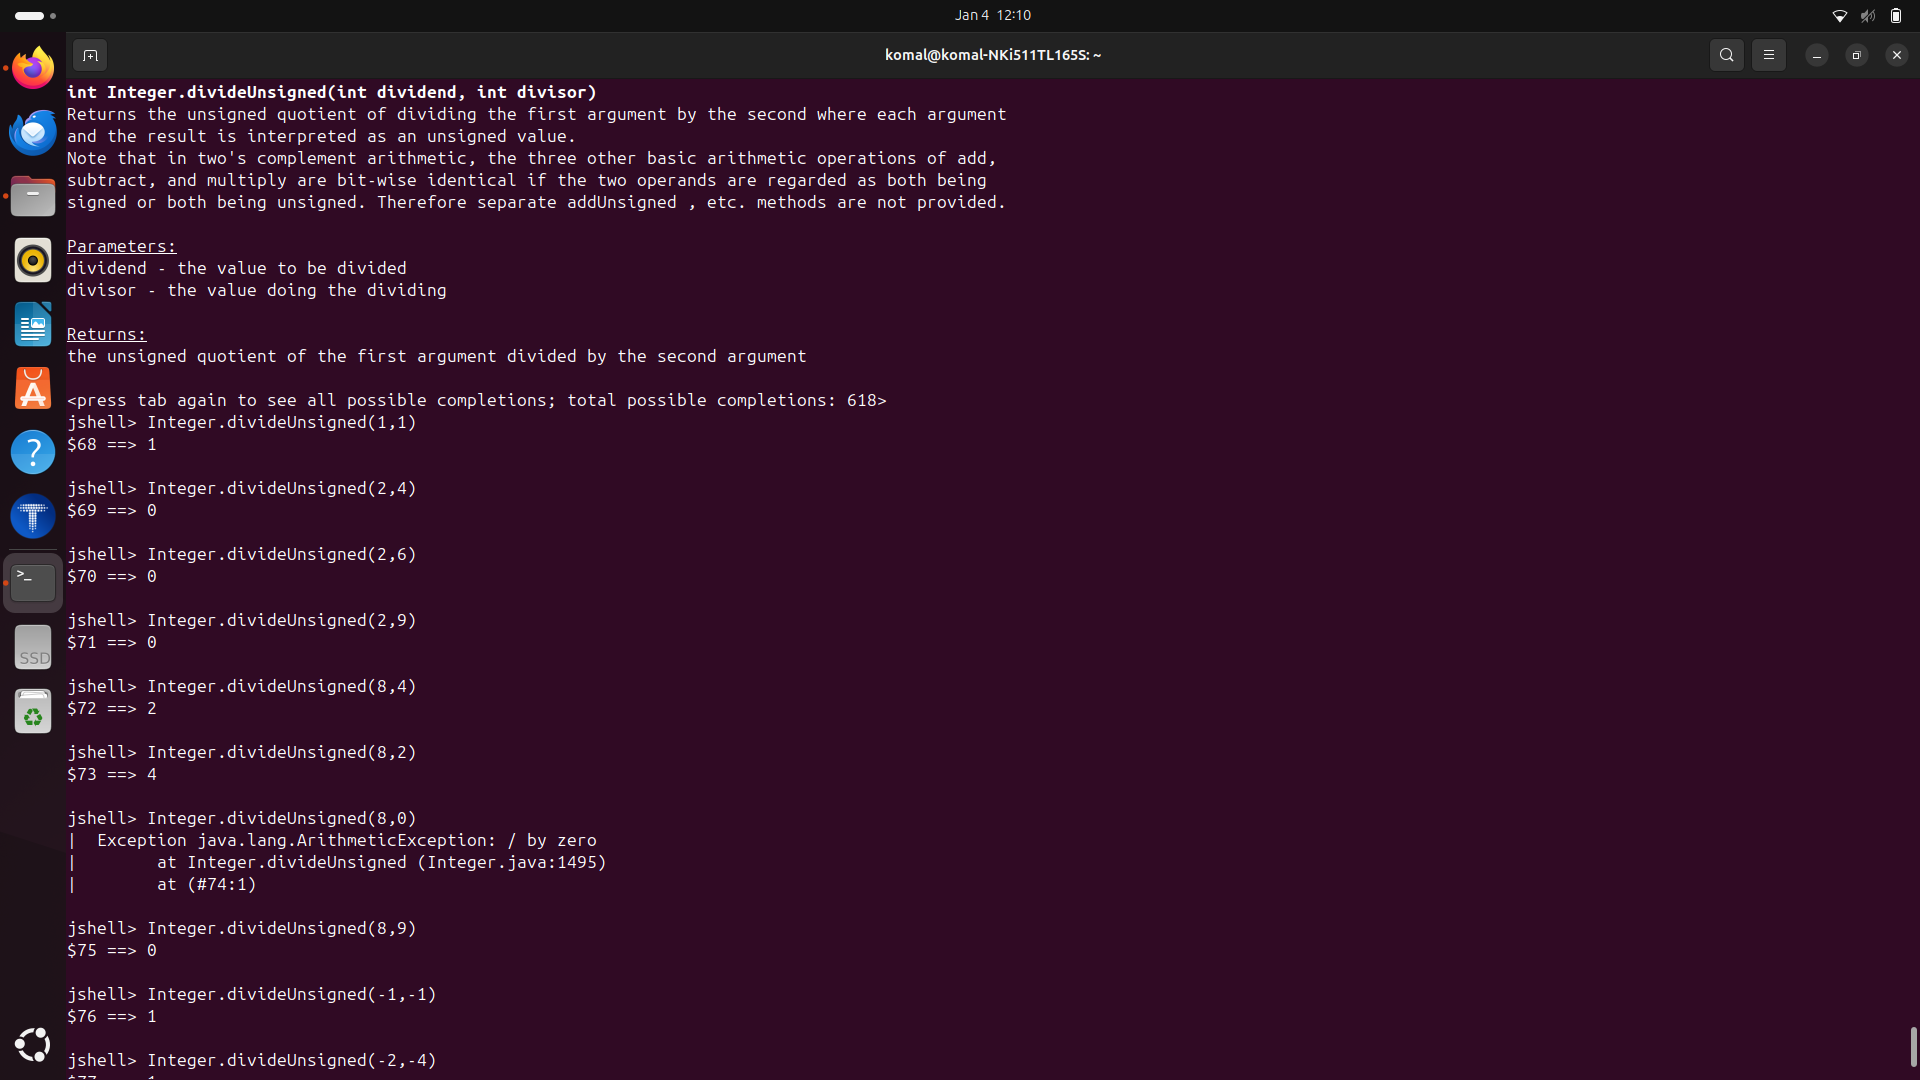 Jan 4 12:10
komal@komal-NKi511TL165S: ~
int Integer.divideUnsigned(int dividend, int divisor)
Returns the unsigned quotient of dividing the first argument by the second where each argument
and the result is interpreted as an unsigned value.
Note that in two's complement arithmetic, the three other basic arithmetic operations of add,
subtract, and multiply are bit-wise identical if the two operands are regarded as both being
signed or both being unsigned. Therefore separate addUnsigned , etc. methods are not provided.
Parameters:
dividend - the value to be divided
divisor - the value doing the dividing
Returns:
the unsigned quotient of the first argument divided by the second argument
<press tab again to see all possible completions; total possible completions: 618>
jshell> Integer.divideUnsigned(1,1)
$68 ==> 1
jshell> Integer.divideUnsigned(2,4)
$69 ==> 0
jshell> Integer.divideUnsigned(2,6)
$70 ==> 0
jshell> Integer.divideUnsigned(2,9)
$71 ==> 0
jshell> Integer.divideUnsigned(8,4)
$72 ==> 2
jshell> Integer.divideUnsigned(8,2)
$73 ==> 4
jshell> Integer.divideUnsigned(8,0)
|  Exception java.lang.ArithmeticException: / by zero
|        at Integer.divideUnsigned (Integer.java:1495)
|        at (#74:1)
jshell> Integer.divideUnsigned(8,9)
$75 ==> 0
jshell> Integer.divideUnsigned(-1,-1)
$76 ==> 1
jshell> Integer.divideUnsigned(-2,-4)
SSD